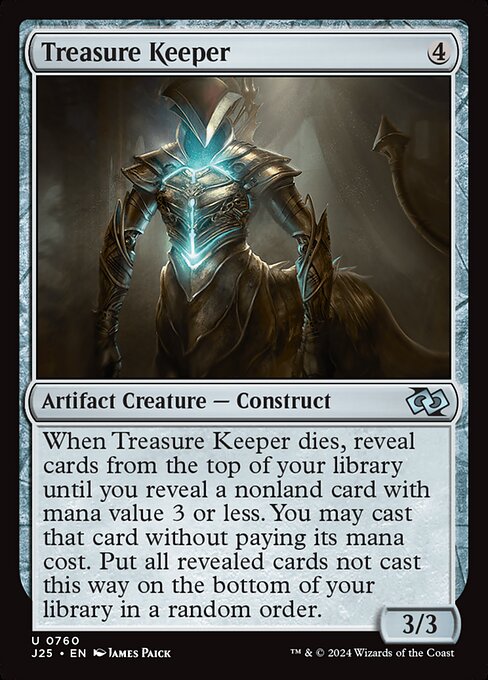 Treasure Keeper 4
Artifact Creature — Construct
When Treasure Keeper dies, reveal
cards from the top of your library
until you reveal a nonland card with
mana value 3 or less. You may cast
that card without paying its mana
cost. Put all revealed cards not cast
this way on the bottom of your
library in a random order.
3/3
U 0760
J25 • EN James Paick
™ & © 2024 Wizards of the Coast